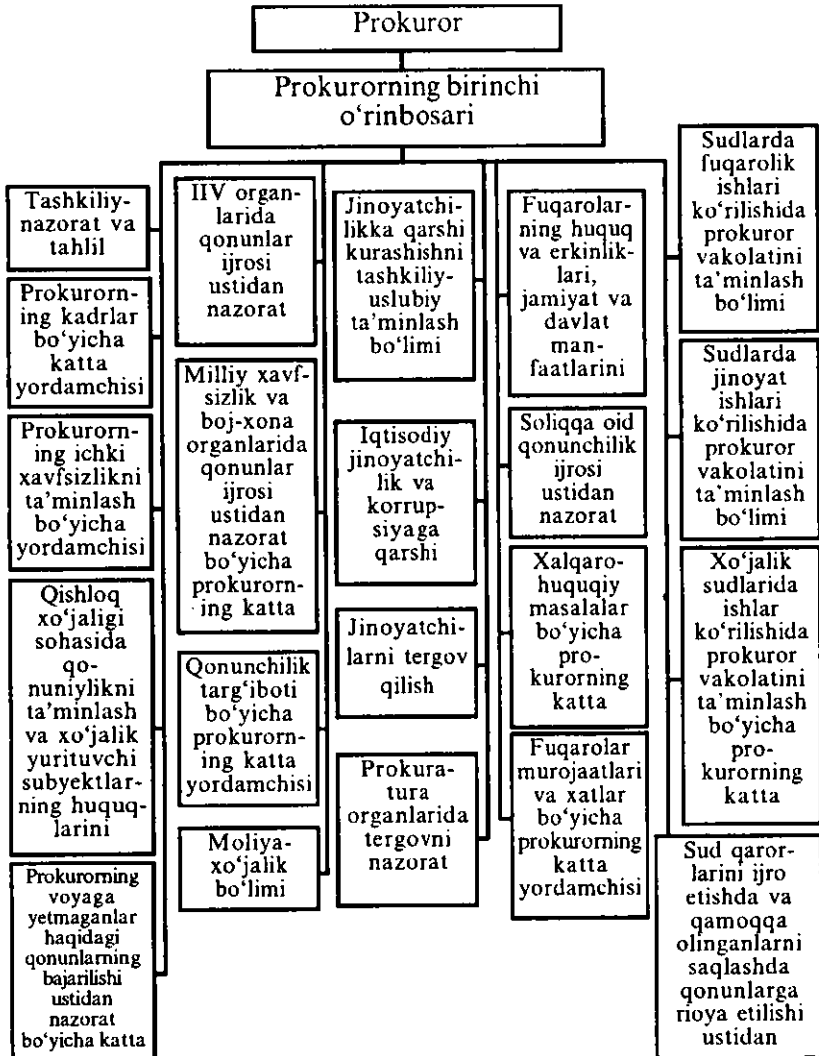 Prokuror
Prokurorning birinchi
o‘rinbosari
Tashkiliy-
nazorat va
tahlil
Prokurorn-
ing kadrlar
bo‘yicha
katta
yordamchisi
Prokurorn-
ing ichki
xavfsizlikni
ta’minlash
bo‘yicha
yordamchisi
Qishloq
xo‘jaligi
sohasida
qo-
nuniylikni
ta’minlash
va xo‘jalik
yurituvchi
subyektlar-
ning huquq-
larini
Prokurorning
voyaga
yetmaganlar
haqidagi
qonunlarning
bajarilishi
ustidan
nazorat
bo‘yicha katta
IIV organ-
larida
qonunlar
ijrosi
ustidan
nazorat
Milliy xavf-
sizlik va
boj-xona
organlarida
qonunlar
ijrosi
ustidan
nazorat
bo‘yicha
prokurorn-
ing katta
Qonunchilik
targ‘iboti
bo‘yicha
prokurorn-
ing katta
yordamchisi
Moliya-
xo‘jalik
bo‘limi
Jinoyatchi-
likka qarshi
kurashishni
tashkiliy-
uslubiy
ta’minlash
bo‘limi
Iqtisodiy
jinoyatchi-
lik va
korrup-
siyaga
qarshi
Jinoyatchi-
larni tergov
qilish
Prokura-
tura
organlarida
tergovni
nazorat
Fuqarolar-
ning huquq
va erkinlik-
lari,
jamiyat va
davlat
man-
faatlarini
Soliqqa oid
qonunchilik
ijrosi
ustidan
nazorat
Xalqaro-
huquqiy
masalalar
bo‘yicha
pro-
kurorning
katta
Fuqarolar
murojaatlari
va xatlar
bo‘yicha
prokurorning
katta
yordamchisi
Sudlarda
fuqarolik
ishlari
ko‘rilishida
prokuror
vakolatini
ta’minlash
bo‘limi
Sudlarda
jinoyat
ishlari
ko‘rilishida
prokuror
vakolatini
ta’minlash
bo‘limi
Xo‘jalik
sudlarida
ishlar
ko‘rilishida
prokuror
vakolatini
ta’minlash
bo‘yicha
pro-
kurorning
katta
Sud qaror-
larini ijro
etishda va
qamoqqa
olinganlarni
saqlashda
qonunlarga
rioya etilishi
ustidan